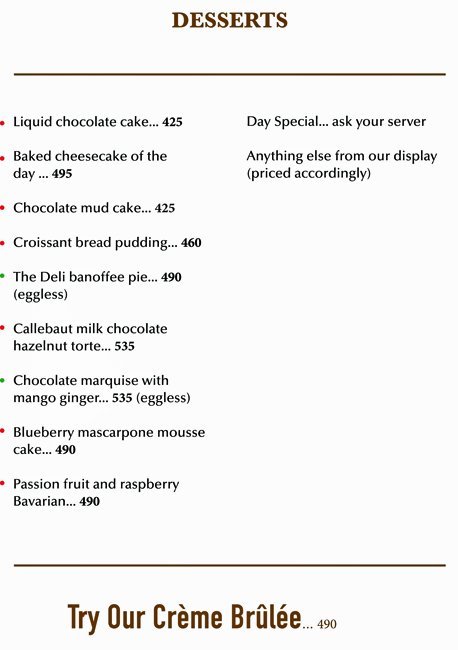 DESSERTS
Liquid chocolate cake... 425
Baked cheesecake of the
day ... 495
Chocolate mud cake... 425
Croissant bread pudding... 460
The Deli banoffee pie... 490
(eggless)
Callebaut milk chocolate
hazelnut torte... 535
Chocolate marquise with
mango ginger... 535 (eggless)
Blueberry mascarpone mousse
cake... 490
Passion fruit and raspberry
Bavarian... 490
Day Special... ask your server
Anything else from our display
(priced accordingly)
Try Our Crème Brûlée... 490